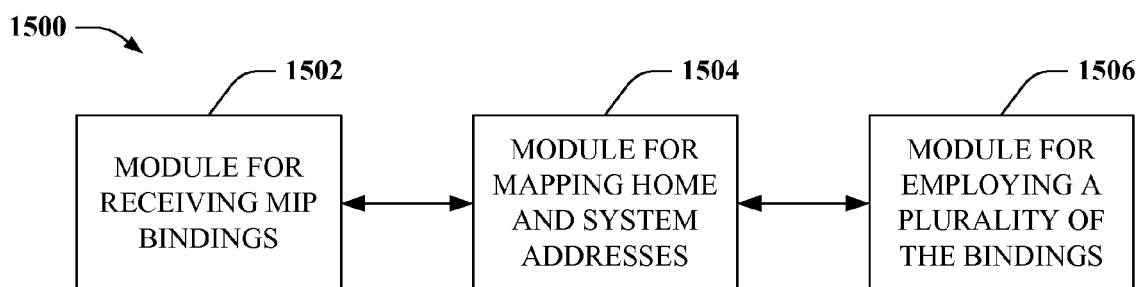 1500
1502
1504
1506
MODULE FOR
RECEIVING MIP
BINDINGS
MODULE FOR
MAPPING HOME
AND SYSTEM
ADDRESSES
MODULE FOR
EMPLOYING A
PLURALITY OF
THE BINDINGS